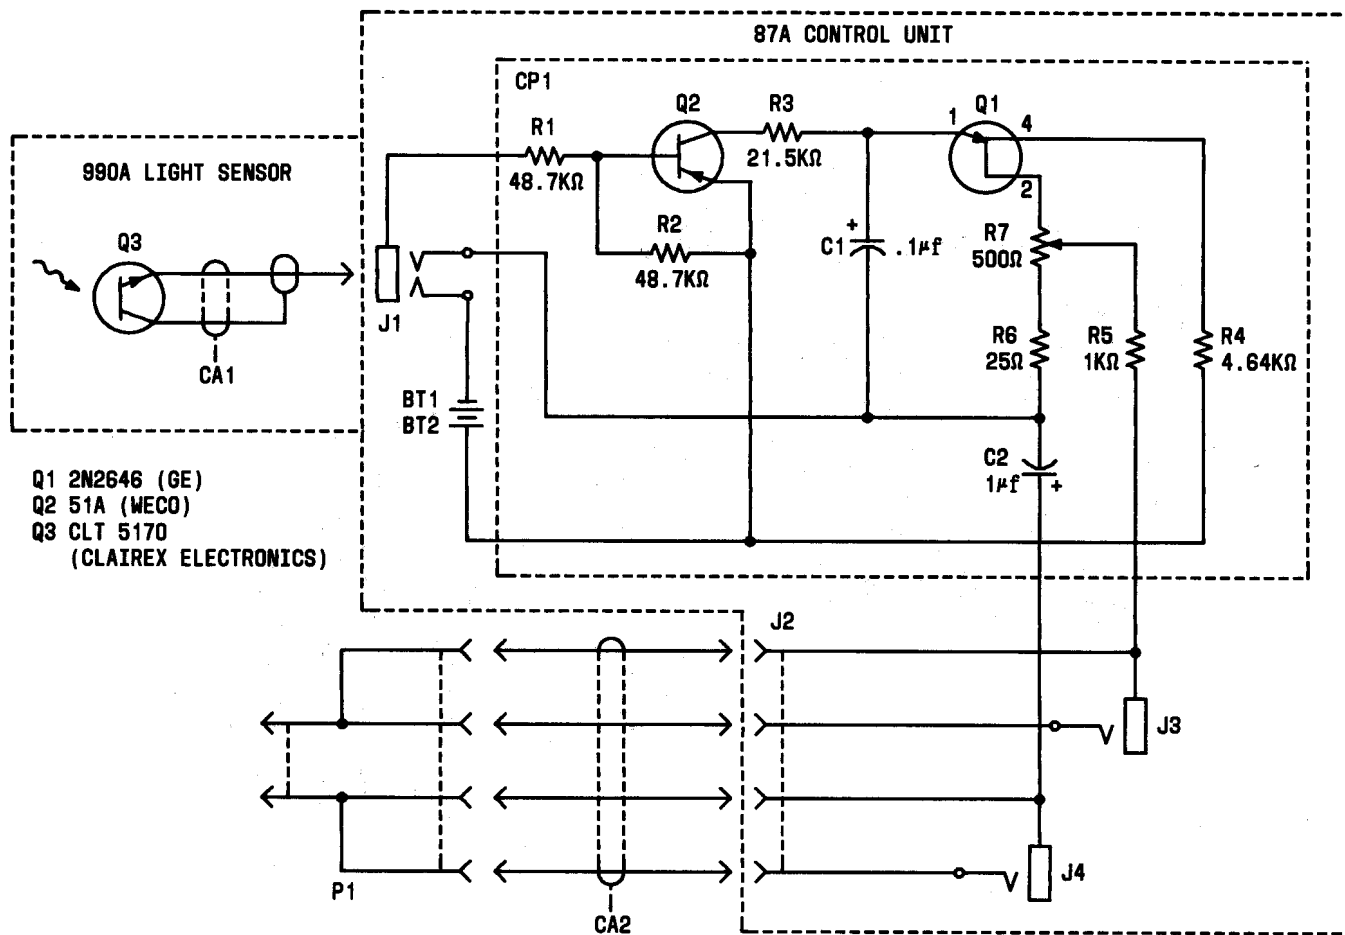 87A CONTROL UNIT
CP1
Q2
R3
Q1
1
4
R1
21.5KΩ
990A LIGHT SENSOR
48.7KΩ
2
R2
+
R7
Q3
C1
.1μf
500Ω
48.7KΩ
J1
R6
R5
R4
25Ω
1KΩ
4.64KΩ
CA1
BT1
BT2
C2
1μf
+
Q1 2N2646 (GE)
Q2 51A (WECO)
Q3 CLT 5170
(CLAIREX ELECTRONICS)
J2
J3
P1
J4
CA2